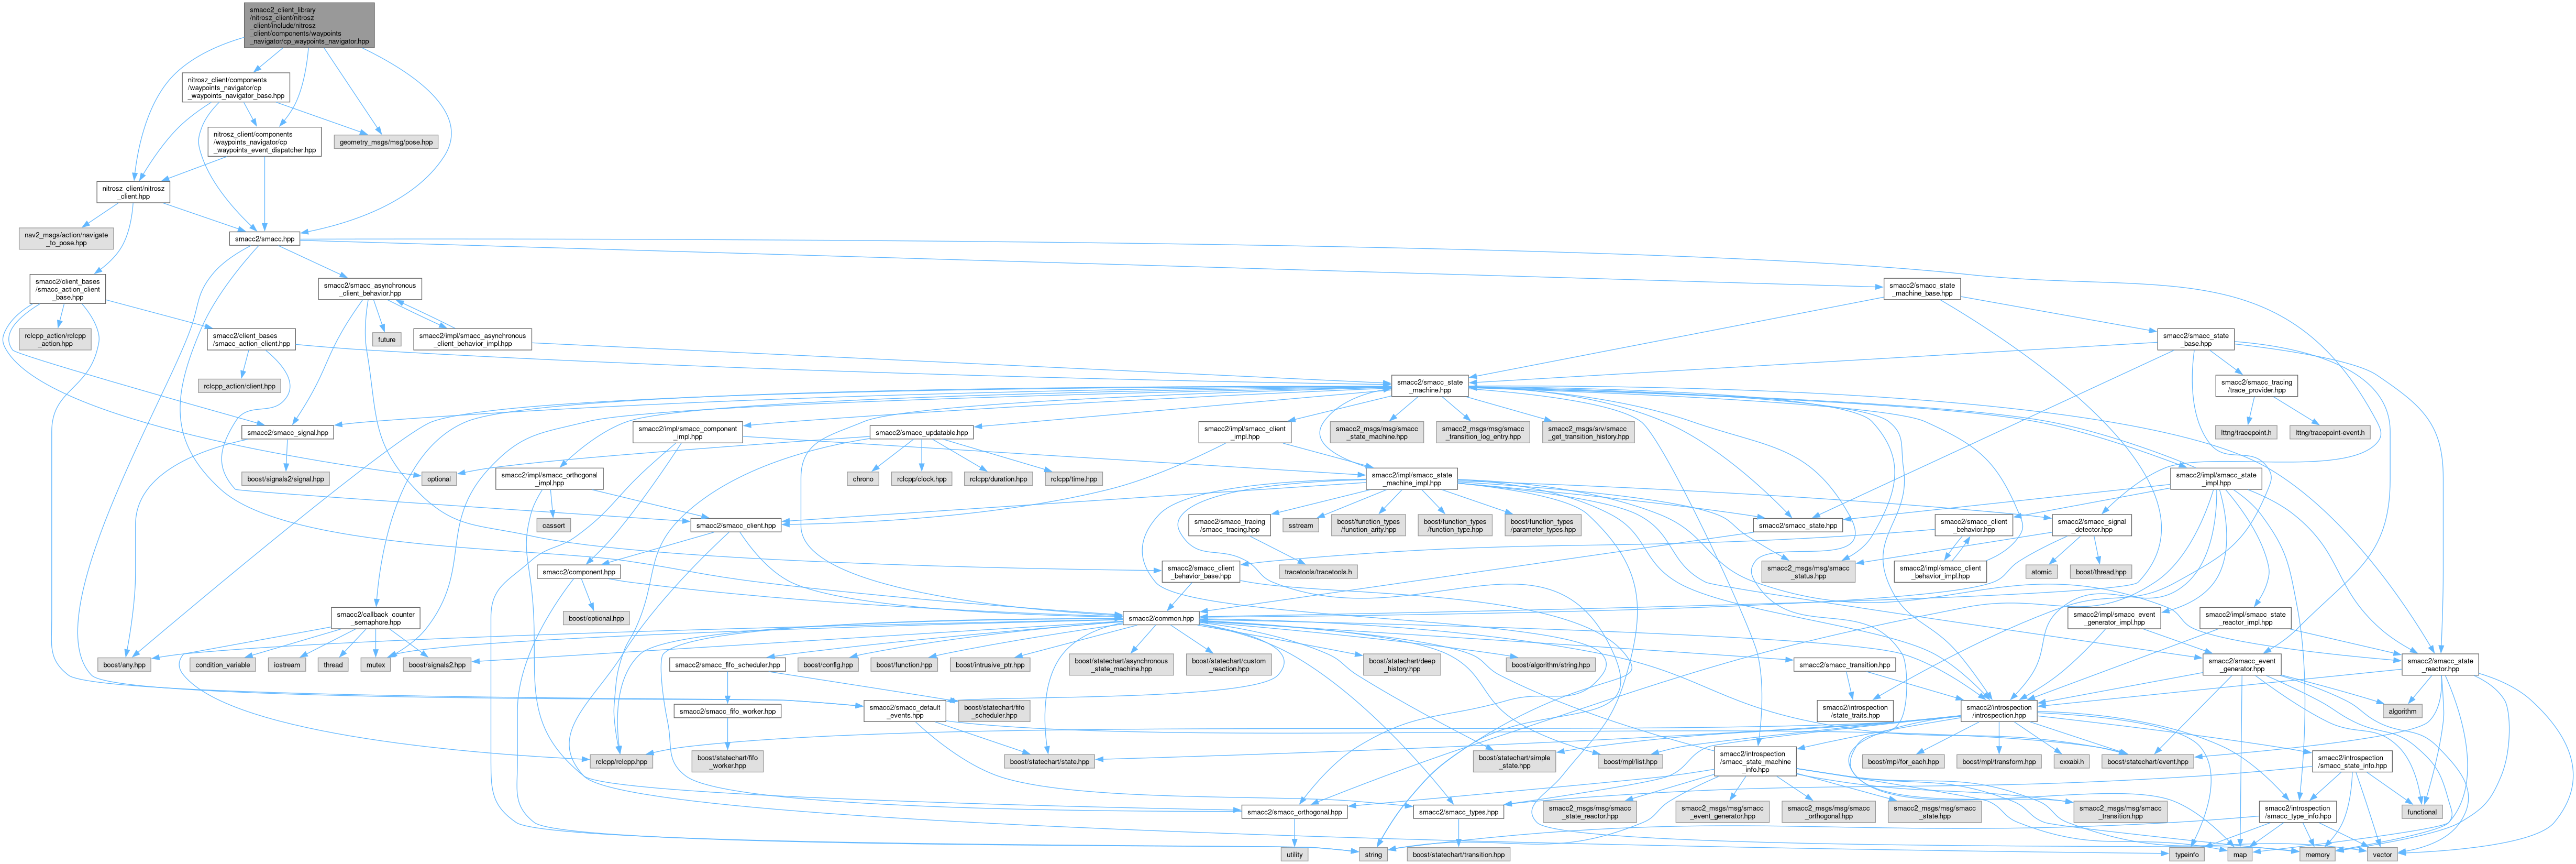 smacc2_client_library
/nitrosz_client/nitrosz
_client/include/nitrosz
_client/components/waypoints
_navigator/cp_waypoints_navigator.hpp
nitrosz_client/components
/waypoints_navigator/cp
_waypoints_navigator_base.hpp
nitrosz_client/components
/waypoints_navigator/cp
_waypoints_event_dispatcher.hpp
geometry_msgs/msg/pose.hpp
nitrosz_client/nitrosz
_client.hpp
nav2_msgs/action/navigate
_to_pose.hpp
smacc2/smacc.hpp
smacc2/client_bases
/smacc_action_client
_base.hpp
smacc2/smacc_asynchronous
_client_behavior.hpp
smacc2/smacc_state
_machine_base.hpp
rclcpp_action/rclcpp
_action.hpp
smacc2/client_bases
/smacc_action_client.hpp
future
smacc2/impl/smacc_asynchronous
_client_behavior_impl.hpp
smacc2/smacc_state
_base.hpp
rclcpp_action/client.hpp
smacc2/smacc_state
_machine.hpp
smacc2/smacc_tracing
/trace_provider.hpp
smacc2/smacc_signal.hpp
smacc2/impl/smacc_component
_impl.hpp
smacc2/smacc_updatable.hpp
smacc2/impl/smacc_client
_impl.hpp
smacc2_msgs/msg/smacc
_state_machine.hpp
smacc2_msgs/msg/smacc
_transition_log_entry.hpp
smacc2_msgs/srv/smacc
_get_transition_history.hpp
lttng/tracepoint.h
lttng/tracepoint-event.h
boost/signals2/signal.hpp
optional
smacc2/impl/smacc_orthogonal
_impl.hpp
chrono
rclcpp/clock.hpp
rclcpp/duration.hpp
rclcpp/time.hpp
smacc2/impl/smacc_state
_machine_impl.hpp
smacc2/impl/smacc_state
_impl.hpp
cassert
smacc2/smacc_client.hpp
smacc2/smacc_tracing
/smacc_tracing.hpp
sstream
boost/function_types
/function_arity.hpp
boost/function_types
/function_type.hpp
boost/function_types
/parameter_types.hpp
smacc2/smacc_state.hpp
smacc2/smacc_client
_behavior.hpp
smacc2/smacc_signal
_detector.hpp
smacc2/component.hpp
smacc2/smacc_client
_behavior_base.hpp
tracetools/tracetools.h
smacc2_msgs/msg/smacc
_status.hpp
smacc2/impl/smacc_client
_behavior_impl.hpp
atomic
boost/thread.hpp
smacc2/callback_counter
_semaphore.hpp
boost/optional.hpp
smacc2/common.hpp
smacc2/impl/smacc_event
_generator_impl.hpp
smacc2/impl/smacc_state
_reactor_impl.hpp
boost/any.hpp
condition_variable
iostream
thread
mutex
boost/signals2.hpp
smacc2/smacc_fifo_scheduler.hpp
boost/config.hpp
boost/function.hpp
boost/intrusive_ptr.hpp
boost/statechart/asynchronous
_state_machine.hpp
boost/statechart/custom
_reaction.hpp
boost/statechart/deep
_history.hpp
boost/algorithm/string.hpp
smacc2/smacc_transition.hpp
smacc2/smacc_event
_generator.hpp
smacc2/smacc_state
_reactor.hpp
smacc2/smacc_fifo_worker.hpp
smacc2/smacc_default
_events.hpp
boost/statechart/fifo
_scheduler.hpp
smacc2/introspection
/state_traits.hpp
smacc2/introspection
/introspection.hpp
algorithm
rclcpp/rclcpp.hpp
boost/statechart/fifo
_worker.hpp
boost/statechart/state.hpp
boost/statechart/simple
_state.hpp
boost/mpl/list.hpp
smacc2/introspection
/smacc_state_machine
_info.hpp
boost/mpl/for_each.hpp
boost/mpl/transform.hpp
cxxabi.h
boost/statechart/event.hpp
smacc2/introspection
/smacc_state_info.hpp
smacc2/smacc_orthogonal.hpp
smacc2/smacc_types.hpp
smacc2_msgs/msg/smacc
_state_reactor.hpp
smacc2_msgs/msg/smacc
_event_generator.hpp
smacc2_msgs/msg/smacc
_orthogonal.hpp
smacc2_msgs/msg/smacc
_state.hpp
smacc2_msgs/msg/smacc
_transition.hpp
smacc2/introspection
/smacc_type_info.hpp
functional
utility
string
boost/statechart/transition.hpp
typeinfo
map
memory
vector